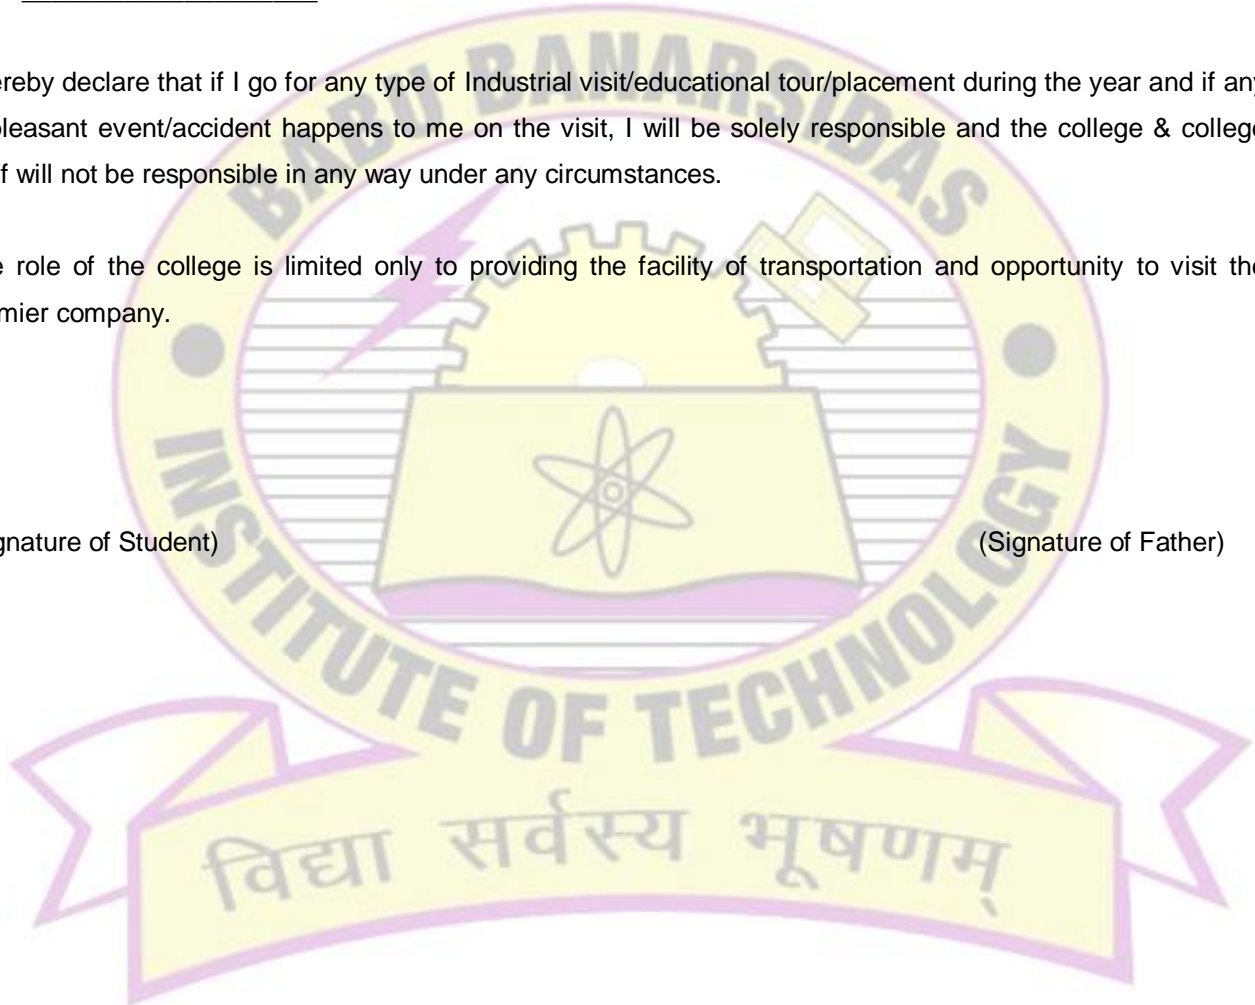 ereby declare that if I go for any type of Industrial visit/educational tour/placement during the year and if any
pleasant event/accident happens to me on the visit, I will be solely responsible and the college & college
ff will not be responsible in any way under any circumstances.
e role of the college is limited only to providing the facility of transportation and opportunity to visit the
mier company.
gnature of Student) (Signature of Father)
BABU BANARSIDAS
INSTITUTE OF TECHNOLOGY
विद्या सर्वस्य भूषणम्